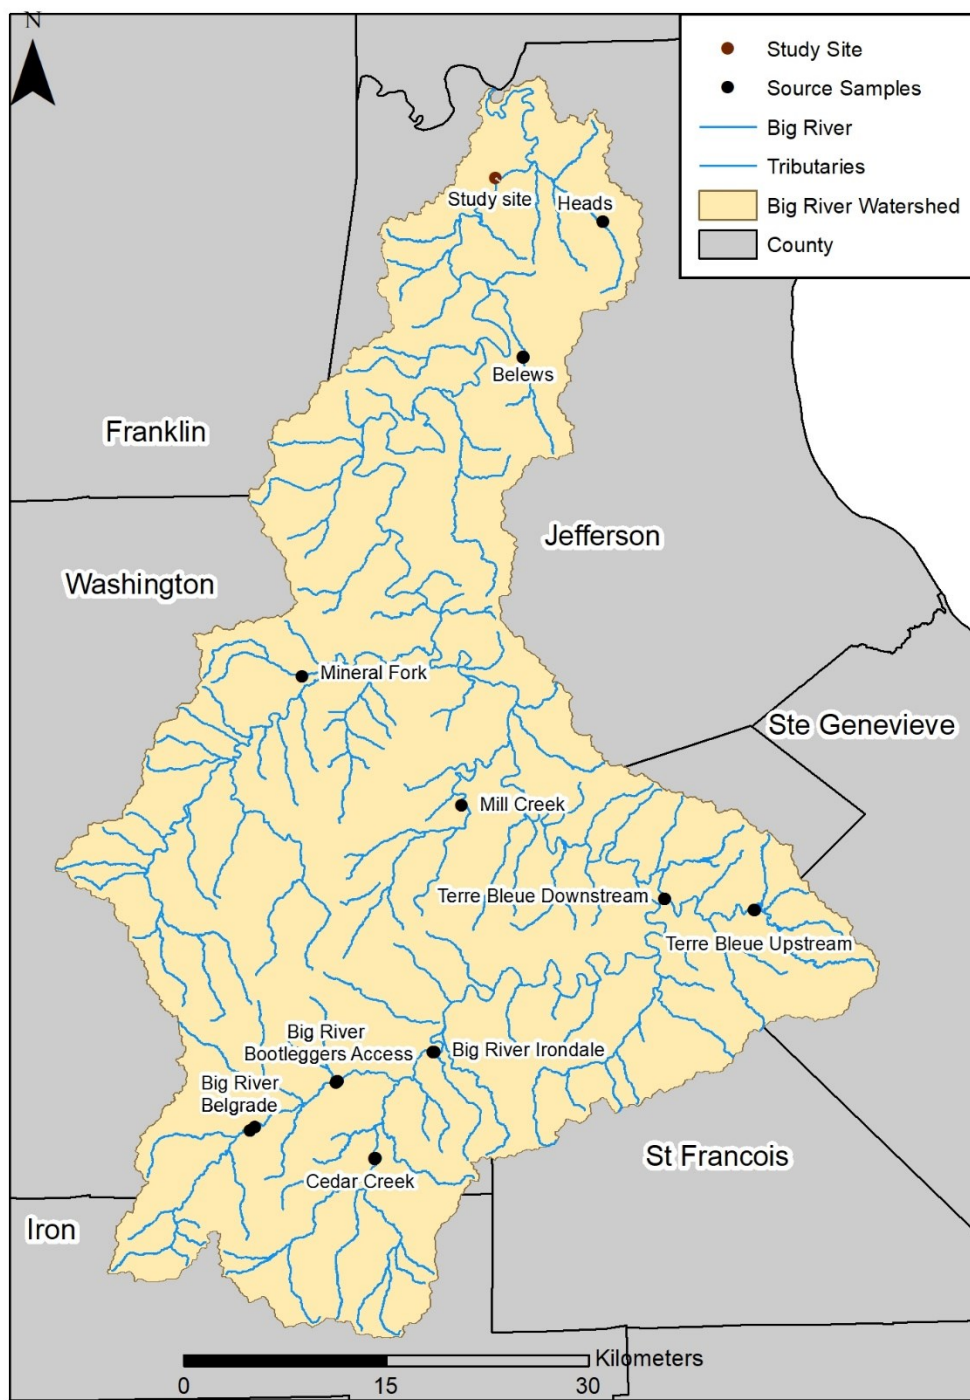 N
Study Site
Source Samples
Big River
Tributaries
Big River Watershed
County
Study site
Heads
Belews
Franklin
Jefferson
Washington
Mineral Fork
Ste Genevieve
Mill Creek
Terre Bleue Downstream
Terre Bleue Upstream
Big River
Bootleggers Access
Big River Irondale
Big River
Belgrade
Cedar Creek
St Francois
Iron
Kilometers
0 15 30